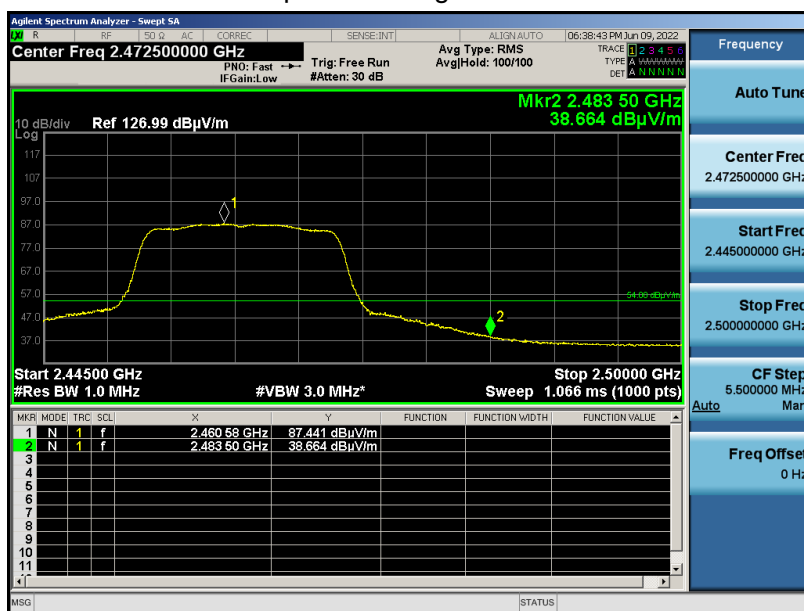 Agilent Spectrum Analyzer - Swept SA
LXI R RF 50 Ω AC CORREC SENSE:INT ALIGN AUTO 06:38:43 PM Jun 09, 2022
Center Freq 2.472500000 GHz
PNO: Fast
IFGain:Low
Trig: Free Run
#Atten: 30 dB
Avg Type: RMS
Avg|Hold: 100/100
TRACE 1 2 3 4 5 6
TYPE A WWWWW
DET A N N N N N
Mkr2 2.483 50 GHz
38.664 dBµV/m
10 dB/div Ref 126.99 dBµV/m
Log
117
107
97.0
87.0
77.0
67.0
57.0
47.0
37.0
1
2
54.00 dBµV/m
Start 2.44500 GHz Stop 2.50000 GHz
#Res BW 1.0 MHz #VBW 3.0 MHz* Sweep 1.066 ms (1000 pts)
MKR MODE TRC SCL X Y FUNCTION FUNCTION WIDTH FUNCTION VALUE
1 N 1 f 2.460 58 GHz 87.441 dBµV/m
2 N 1 f 2.483 50 GHz 38.664 dBµV/m
3
4
5
6
7
8
9
10
11
MSG STATUS
Frequency
Auto Tune
Center Freq
2.472500000 GHz
Start Freq
2.445000000 GHz
Stop Freq
2.500000000 GHz
CF Step
5.500000 MHz
Auto Man
Freq Offset
0 Hz